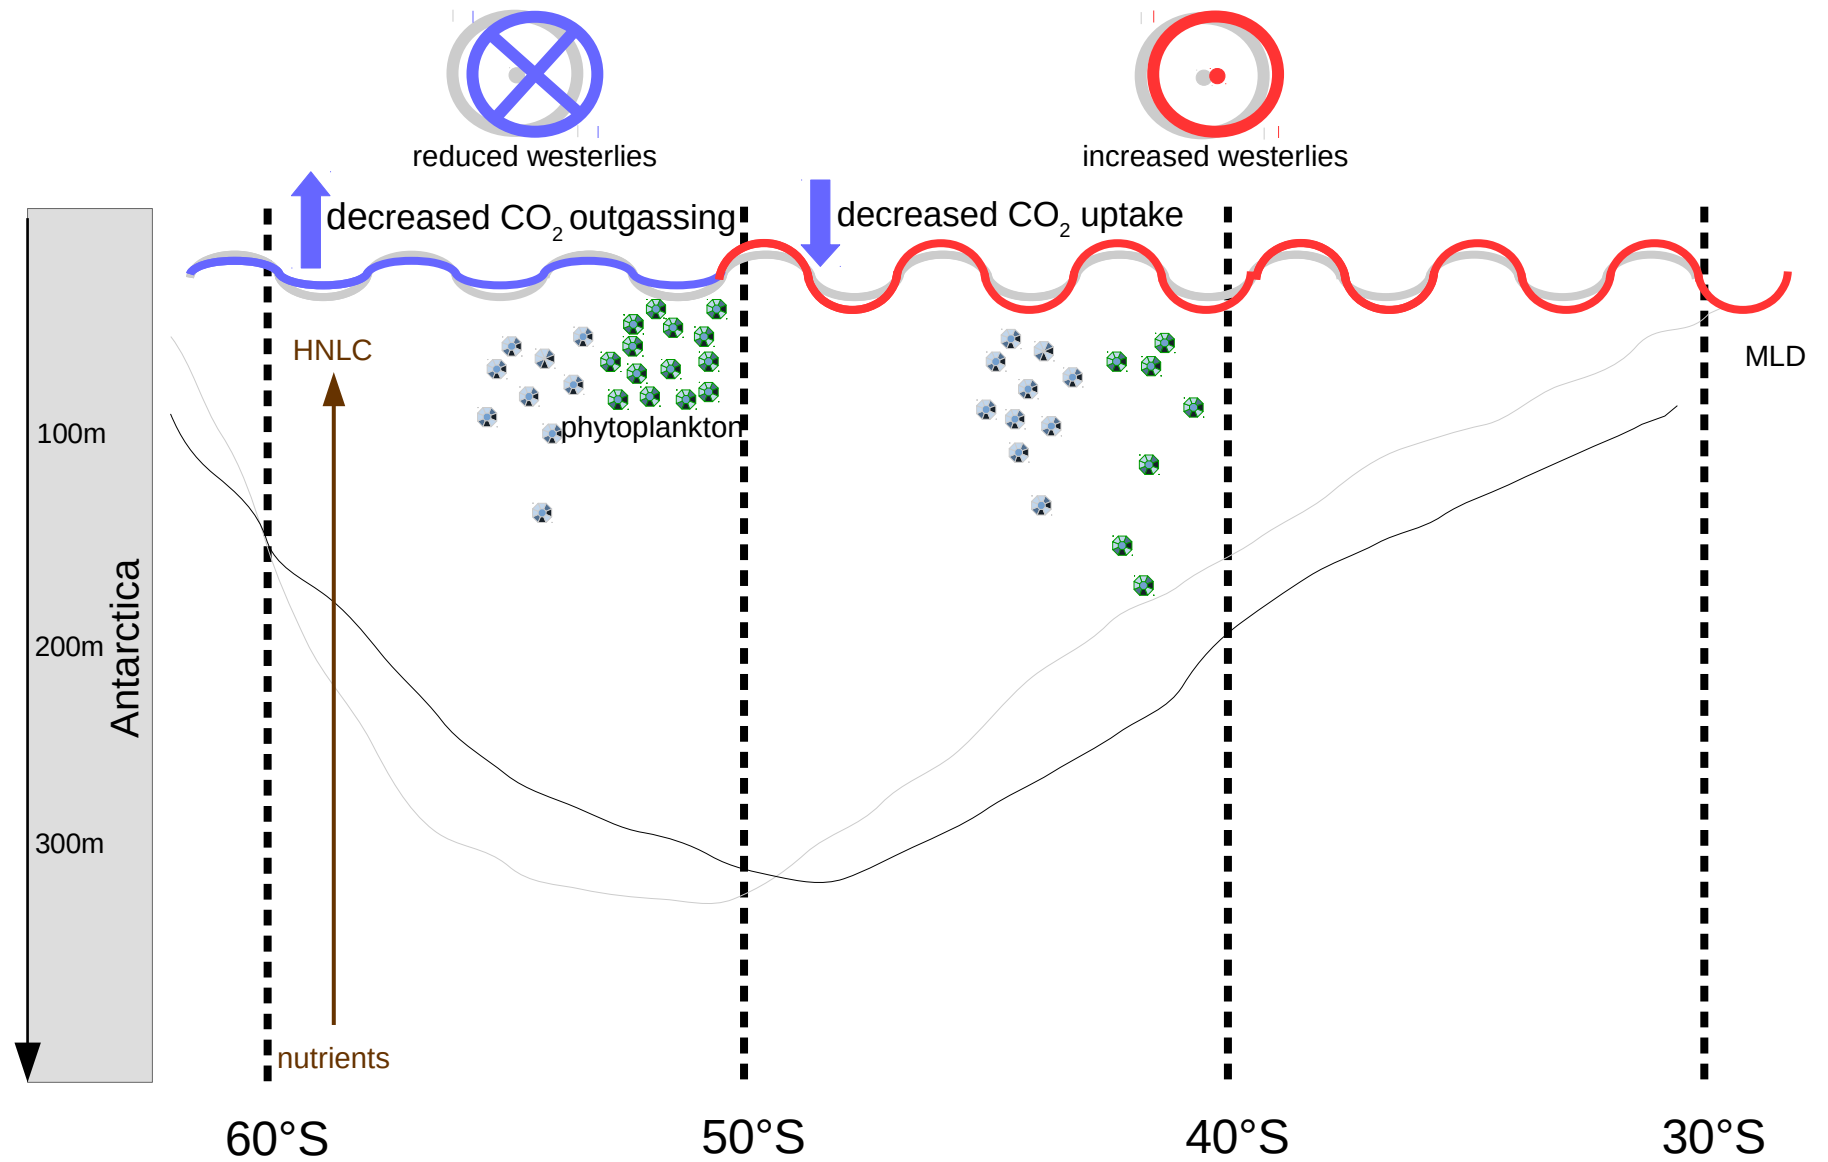 reduced westerlies
increased westerlies
decreased CO2 outgassing
decreased CO2 uptake
HNLC
MLD
100m
phytoplankton
200m
Antarctica
300m
nutrients
60°S
50°S
40°S
30°S